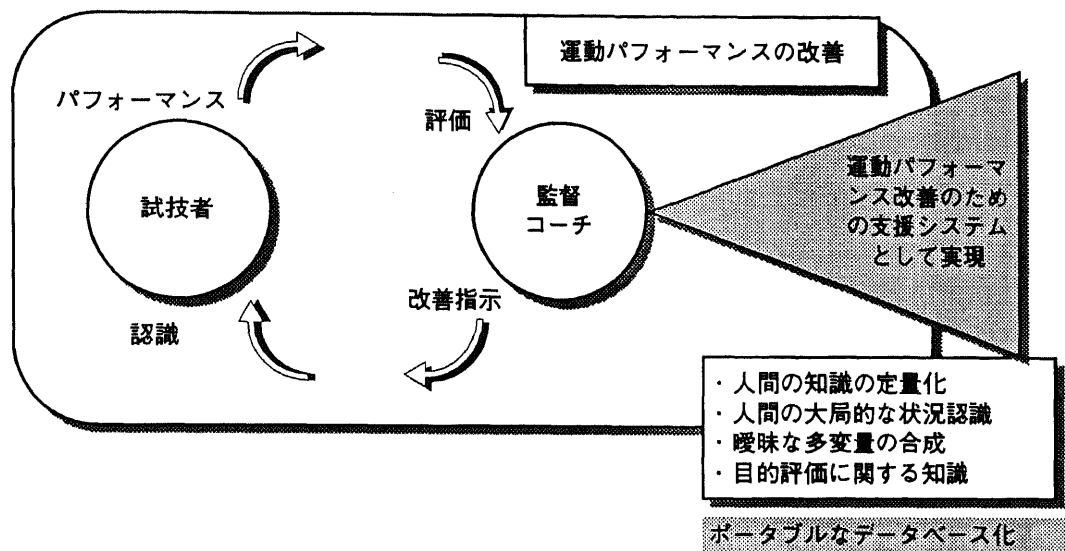 運動パフォーマンスの改善
パフォーマンス
評価
試技者
監督
コーチ
運動パフォーマ
ンス改善のため
の支援システム
として実現
改善指示
認識
・人間の知識の定量化
・人間の大局的な状況認識
・曖昧な多変量の合成
・目的評価に関する知識
ポータブルなデータベース化